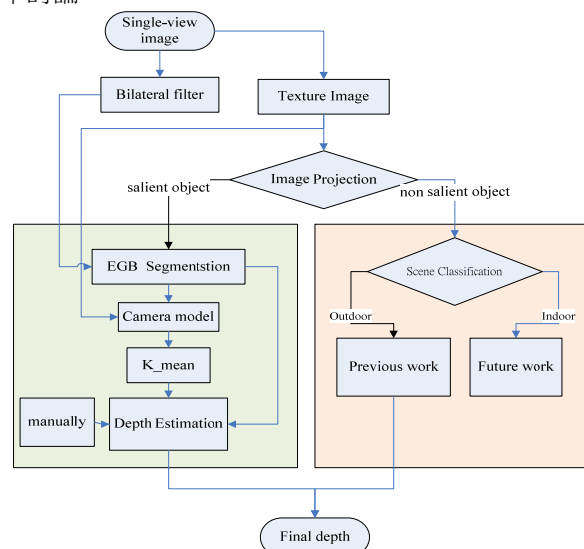 Single-view
image
Bilateral filter
Texture Image
Image Projection
salient object
non salient object
EGB Segmentstion
Scene Classification
Camera model
Outdoor
Indoor
K_mean
Previous work
Future work
manually
Depth Estimation
Final depth